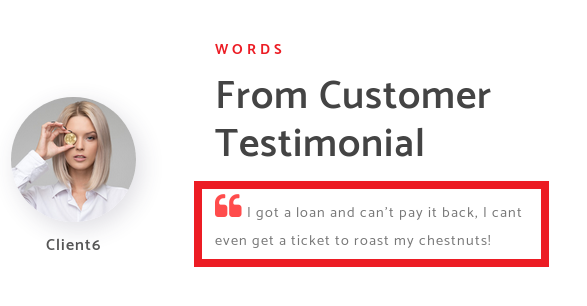 WORDS
From Customer
Testimonial
❝ I got a loan and can't pay it back, I cant
even get a ticket to roast my chestnuts!
Client6